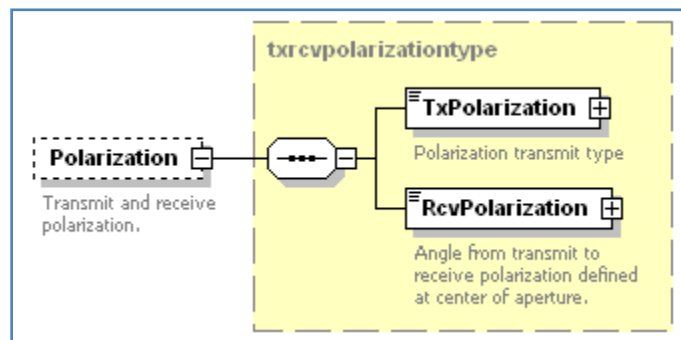 txrcvpolarizationtype
TxPolarization
Polarization transmit type
Polarization
Transmit and receive
polarization.
RcvPolarization
Angle from transmit to
receive polarization defined
at center of aperture.